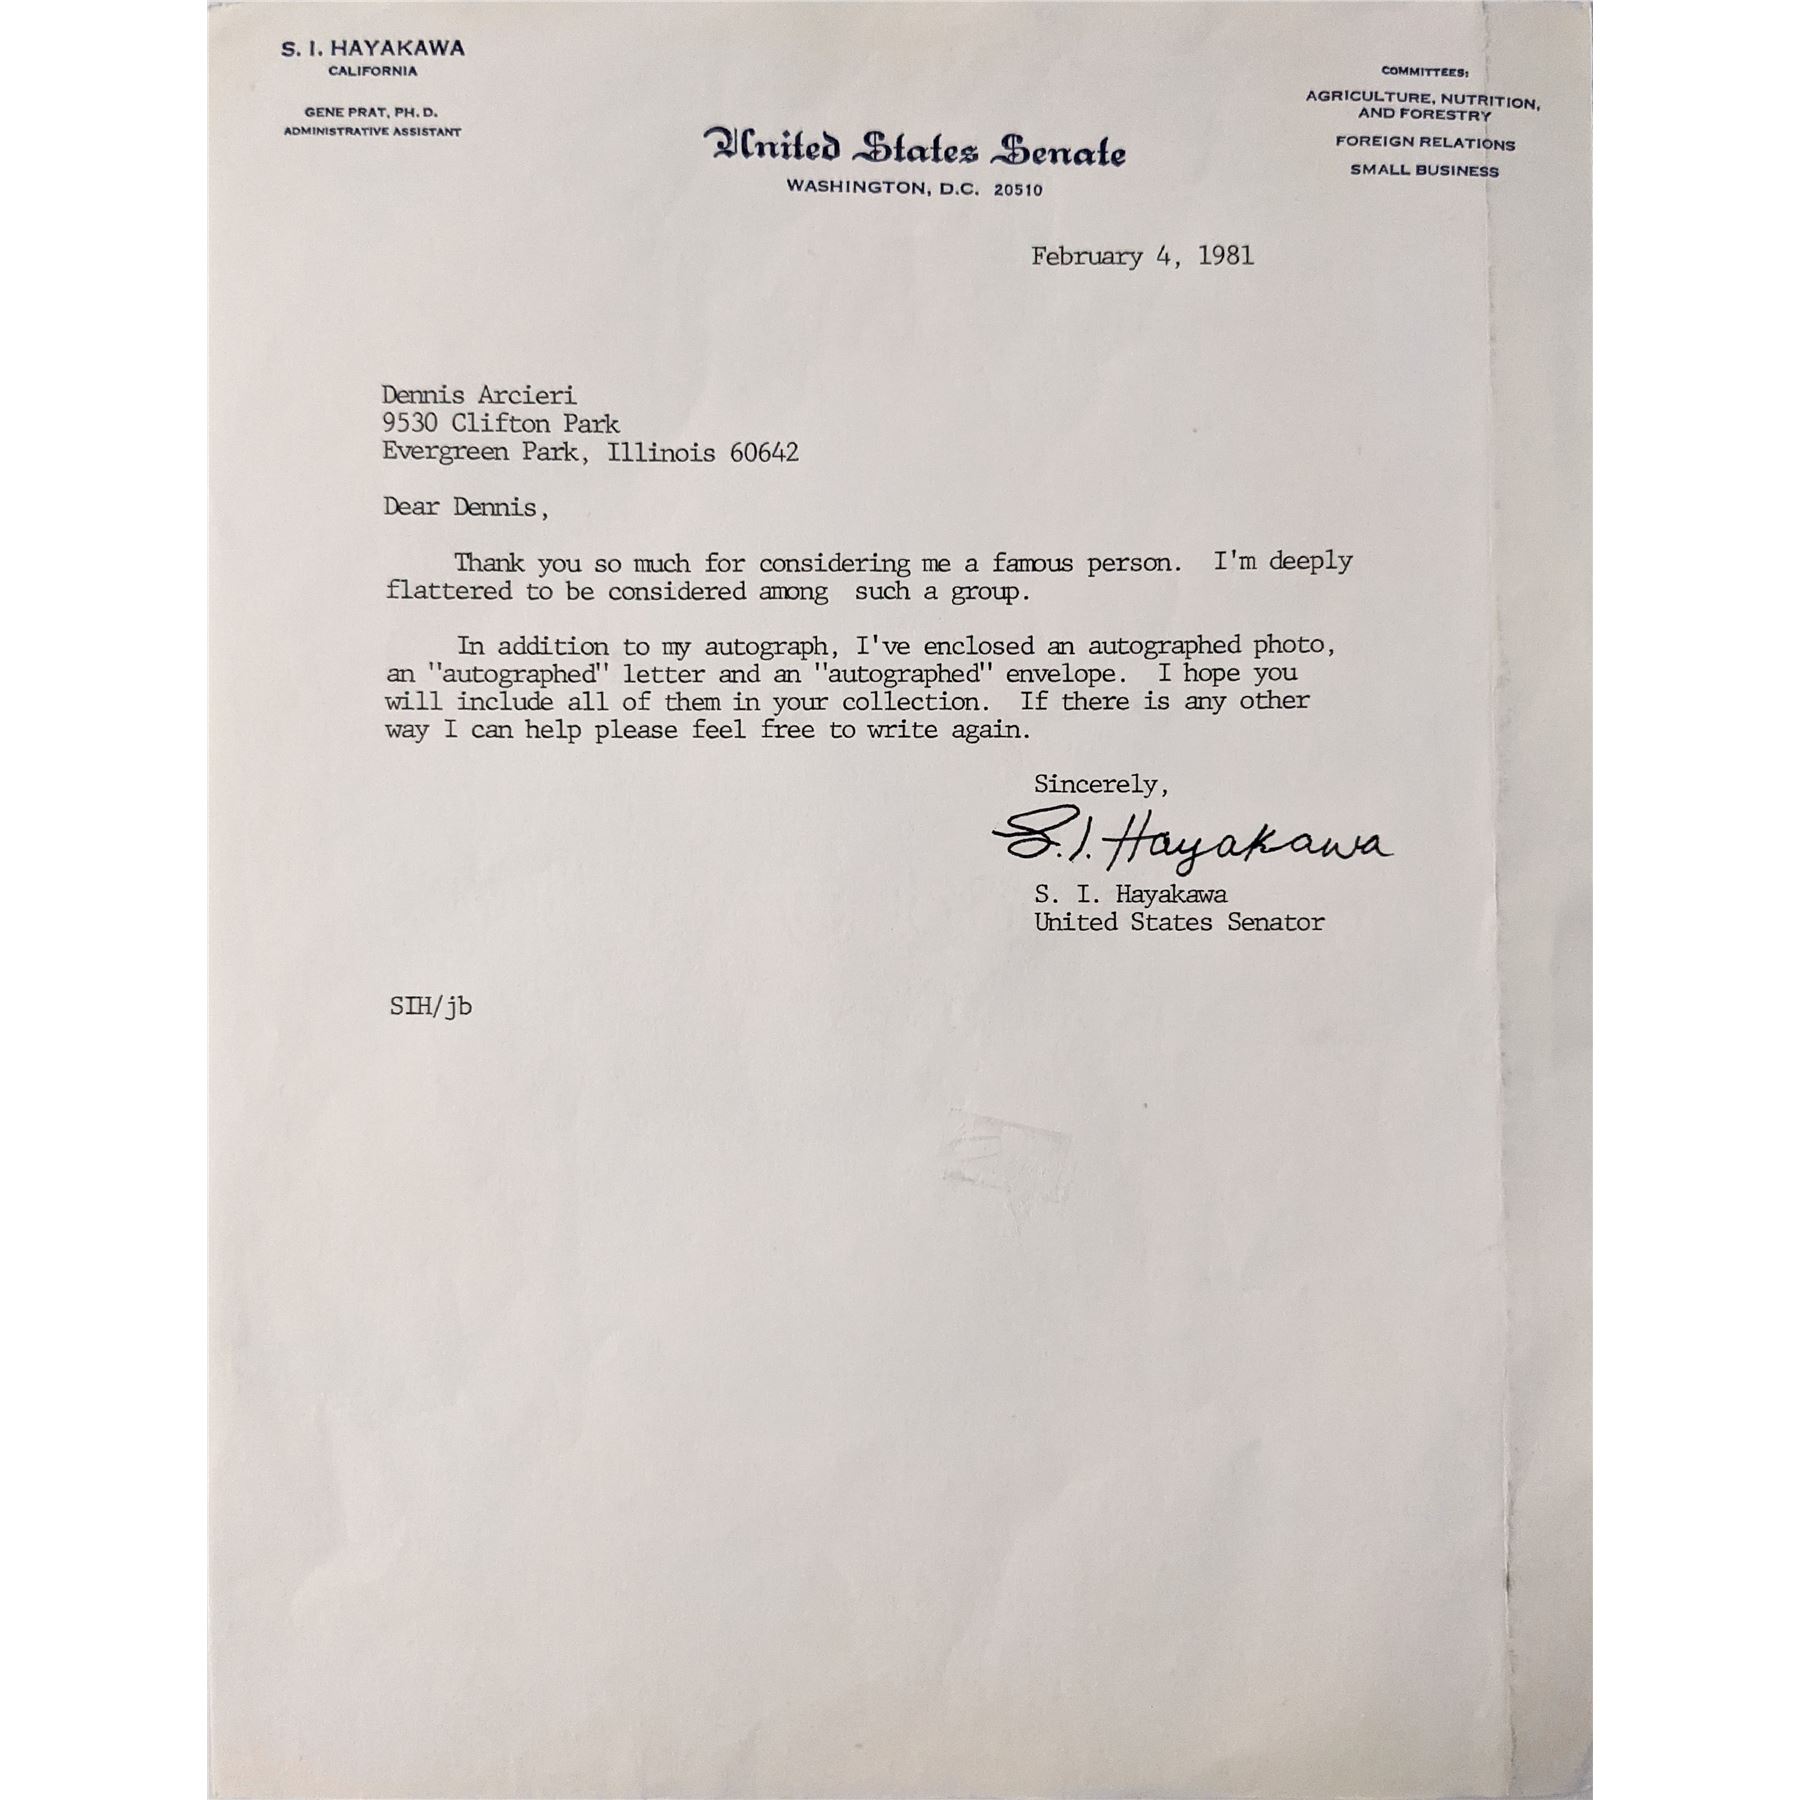 S. I. HAYAKAWA
CALIFORNIA
GENE PRAT, PH. D.
ADMINISTRATIVE ASSISTANT
COMMITTEES:
AGRICULTURE, NUTRITION,
AND FORESTRY
FOREIGN RELATIONS
SMALL BUSINESS
United States Senate
WASHINGTON, D.C. 20510
February 4, 1981
Dennis Arcieri
9530 Clifton Park
Evergreen Park, Illinois 60642
Dear Dennis,
Thank you so much for considering me a famous person. I'm deeply
flattered to be considered among such a group.
In addition to my autograph, I've enclosed an autographed photo,
an "autographed" letter and an "autographed" envelope. I hope you
will include all of them in your collection. If there is any other
way I can help please feel free to write again.
Sincerely,
S. I. Hayakawa
S. I. Hayakawa
United States Senator
SIH/jb